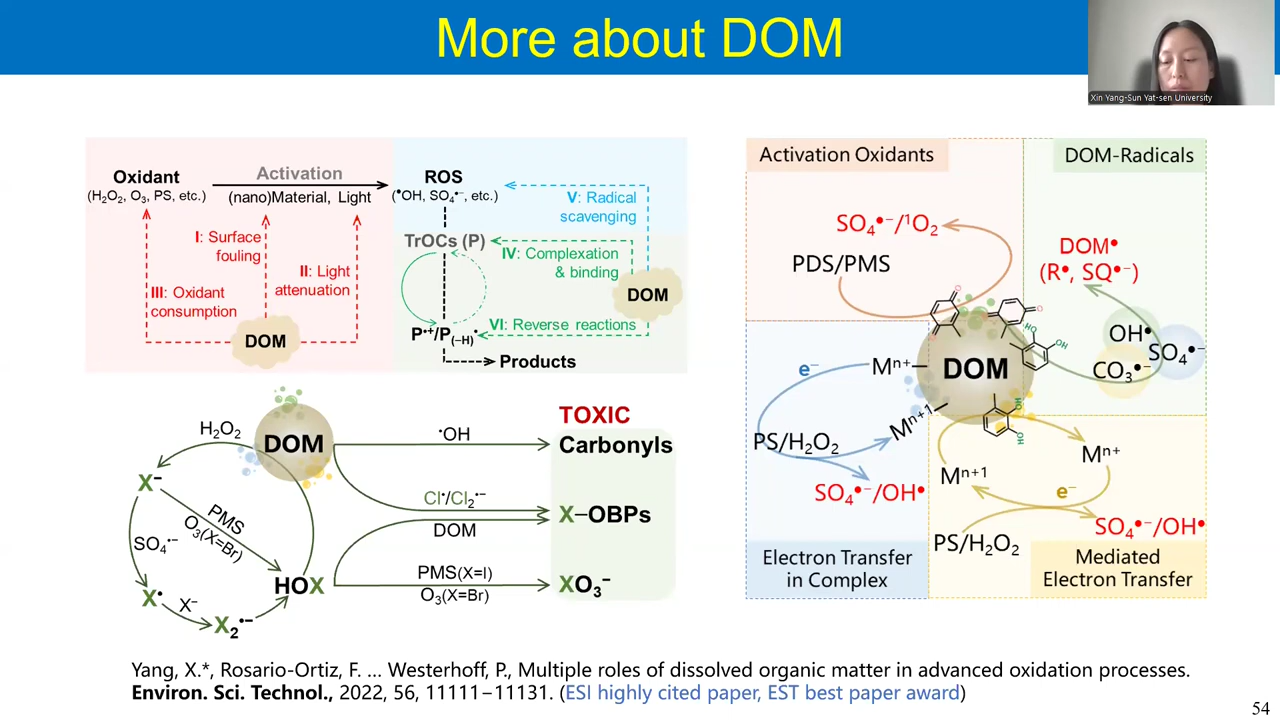 More about DOM
Xin Yang-Sun Yat-sen University
Oxidant
(H₂O₂, O₃, PS, etc.)
Activation
(nano)Material, Light
ROS
(•OH, SO₄•⁻, etc.)
V: Radical
scavenging
I: Surface
fouling
II: Light
attenuation
III: Oxidant
consumption
DOM
TrOCs (P)
IV: Complexation
& binding
DOM
VI: Reverse reactions
P•⁺/P(–H)•
Products
H₂O₂
DOM
X⁻
PMS
O₃(X=Br)
SO₄•⁻
X•
X⁻
X₂•⁻
HOX
•OH
Cl•/Cl₂•⁻
DOM
PMS(X=I)
O₃(X=Br)
TOXIC
Carbonyls
X–OBPs
XO₃⁻
Activation Oxidants
SO₄•⁻/¹O₂
PDS/PMS
DOM-Radicals
DOM•
(R•, SQ•⁻)
OH•
SO₄•⁻
CO₃•⁻
O
O
O
O
HO
OH
DOM
HO
OH
e⁻
Mⁿ⁺
Mⁿ⁺¹
PS/H₂O₂
SO₄•⁻/OH•
Electron Transfer
in Complex
Mⁿ⁺
Mⁿ⁺¹
e⁻
PS/H₂O₂
SO₄•⁻/OH•
Mediated
Electron Transfer
Yang, X.*, Rosario-Ortiz, F. ... Westerhoff, P., Multiple roles of dissolved organic matter in advanced oxidation processes.
Environ. Sci. Technol., 2022, 56, 11111−11131. (ESI highly cited paper, EST best paper award)
54